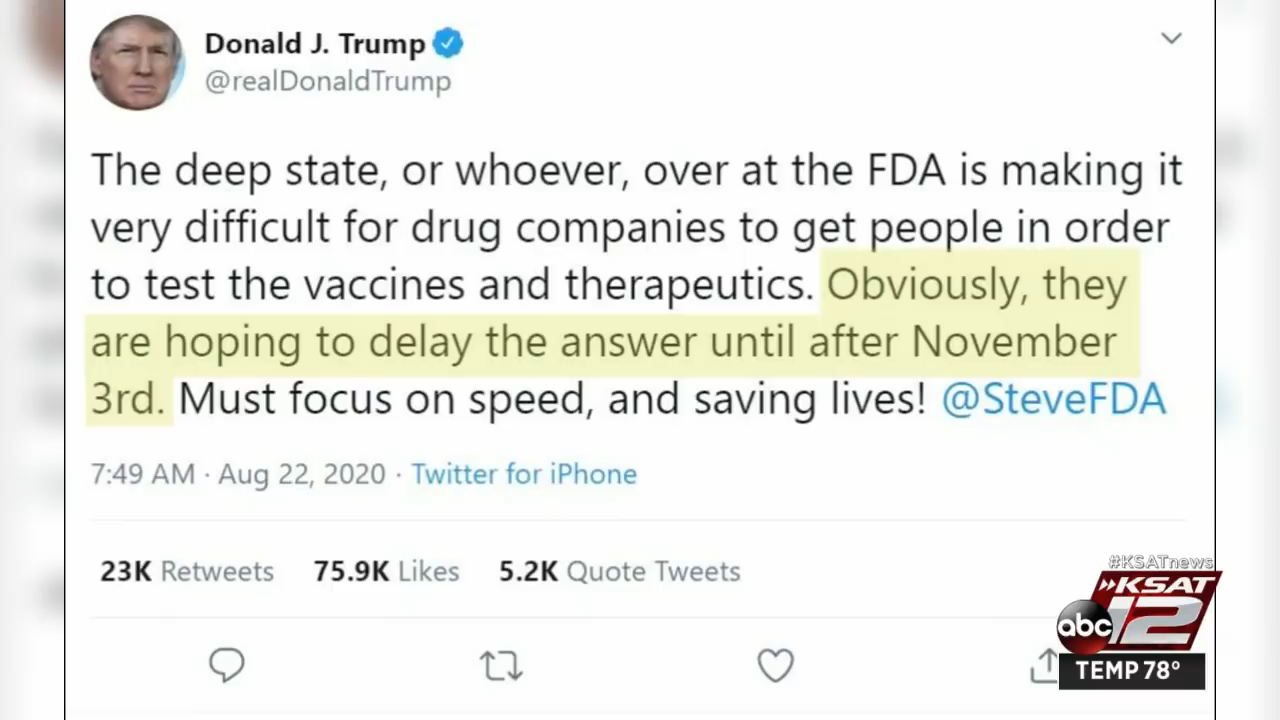 Donald J. Trump
@realDonaldTrump
The deep state, or whoever, over at the FDA is making it
very difficult for drug companies to get people in order
to test the vaccines and therapeutics. Obviously, they
are hoping to delay the answer until after November
3rd. Must focus on speed, and saving lives! @SteveFDA
7:49 AM · Aug 22, 2020 · Twitter for iPhone
23K Retweets 75.9K Likes 5.2K Quote Tweets
#KSATnews
KSAT
abc 12
TEMP 78°